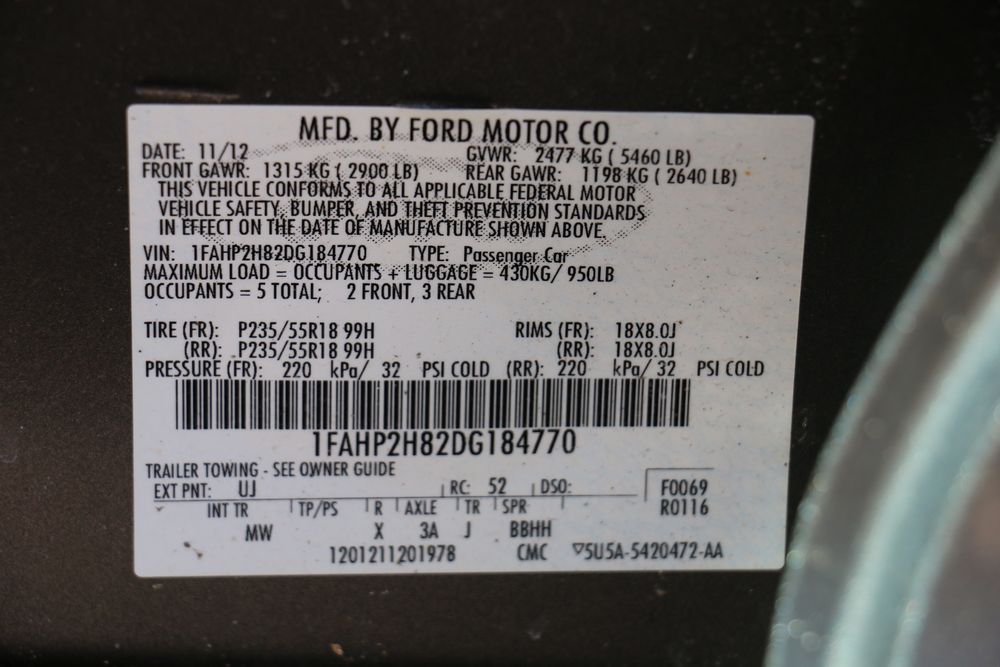 MFD. BY FORD MOTOR CO.
DATE: 11/12 GVWR: 2477 KG ( 5460 LB)
FRONT GAWR: 1315 KG ( 2900 LB) REAR GAWR: 1198 KG ( 2640 LB)
THIS VEHICLE CONFORMS TO ALL APPLICABLE FEDERAL MOTOR
VEHICLE SAFETY, BUMPER, AND THEFT PREVENTION STANDARDS
IN EFFECT ON THE DATE OF MANUFACTURE SHOWN ABOVE.
VIN: 1FAHP2H82DG184770 TYPE: Passenger Car
MAXIMUM LOAD = OCCUPANTS + LUGGAGE = 430KG/ 950LB
OCCUPANTS = 5 TOTAL; 2 FRONT, 3 REAR
TIRE (FR): P235/55R18 99H RIMS (FR): 18X8.0J
(RR): P235/55R18 99H (RR): 18X8.0J
PRESSURE (FR): 220 kPa/ 32 PSI COLD (RR): 220 kPa/ 32 PSI COLD
1FAHP2H82DG184770
TRAILER TOWING - SEE OWNER GUIDE
EXT PNT: UJ RC: 52 DSO: F0069
INT TR TP/PS R AXLE TR SPR R0116
MW X 3A J BBHH
1201211201978 CMC ▽5U5A-5420472-AA